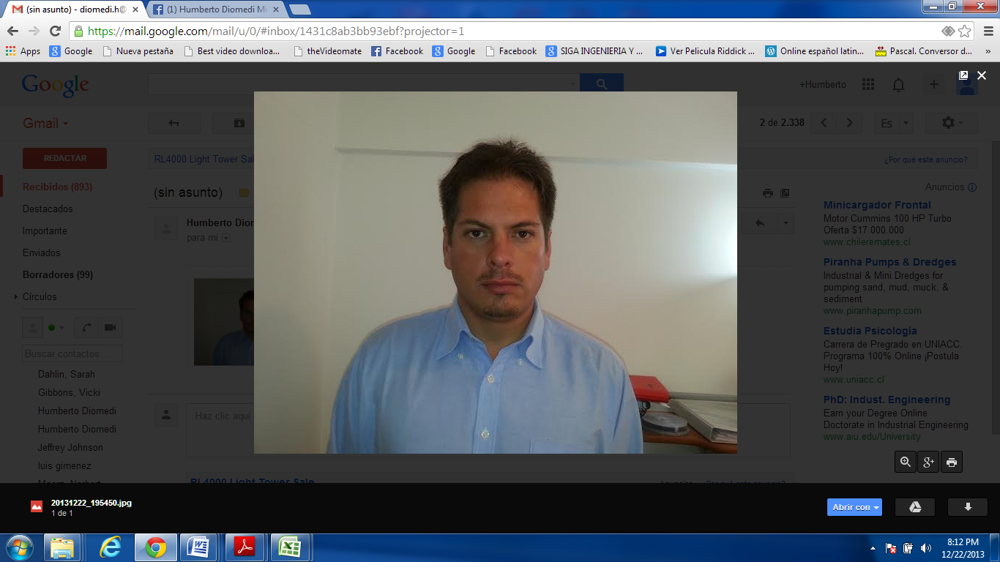 (sin asunto) - diomedi.h@
(1) Humberto Diomedi Mi
https://mail.google.com/mail/u/0/#inbox/1431c8ab3bb93ebf?projector=1
Apps Google Nueva pestaña Best video downloa... theVideomate Facebook Google Facebook SIGA INGENIERIA Y ... Ver Pelicula Riddick ... Online español latin... Pascal. Conversor d... »
Google
+Humberto
Gmail
2 de 2.338
Es
REDACTAR
RL4000 Light Tower Sal
¿Por qué este anuncio?
Recibidos (893)
Destacados
Importante
Enviados
Borradores (99)
Círculos
Buscar contactos...
Dahlin, Sarah
Gibbons, Vicki
Humberto Diomedi
Humberto Diomedi
Jeffrey Johnson
luis gimenez
(sin asunto)
Humberto Dior
para mí
Haz clic aquí
RL4000 Light Tower Sale
Anuncios
Minicargador Frontal
Motor Cummins 100 HP Turbo
Oferta $17.000.000
www.chileremates.cl
Piranha Pumps & Dredges
Industrial & Mini Dredges for
pumping sand, mud, muck, &
sediment
www.piranhapump.com
Estudia Psicología
Carrera de Pregrado en UNIACC.
Programa 100% Online ¡Postula
Hoy!
www.uniacc.cl
PhD: Indust. Engineering
Earn your Degree Online
Doctorate in Industrial Engineering
www.aiu.edu/University
20131222_195450.jpg
1 de 1
Abrir con
8:12 PM
12/22/2013